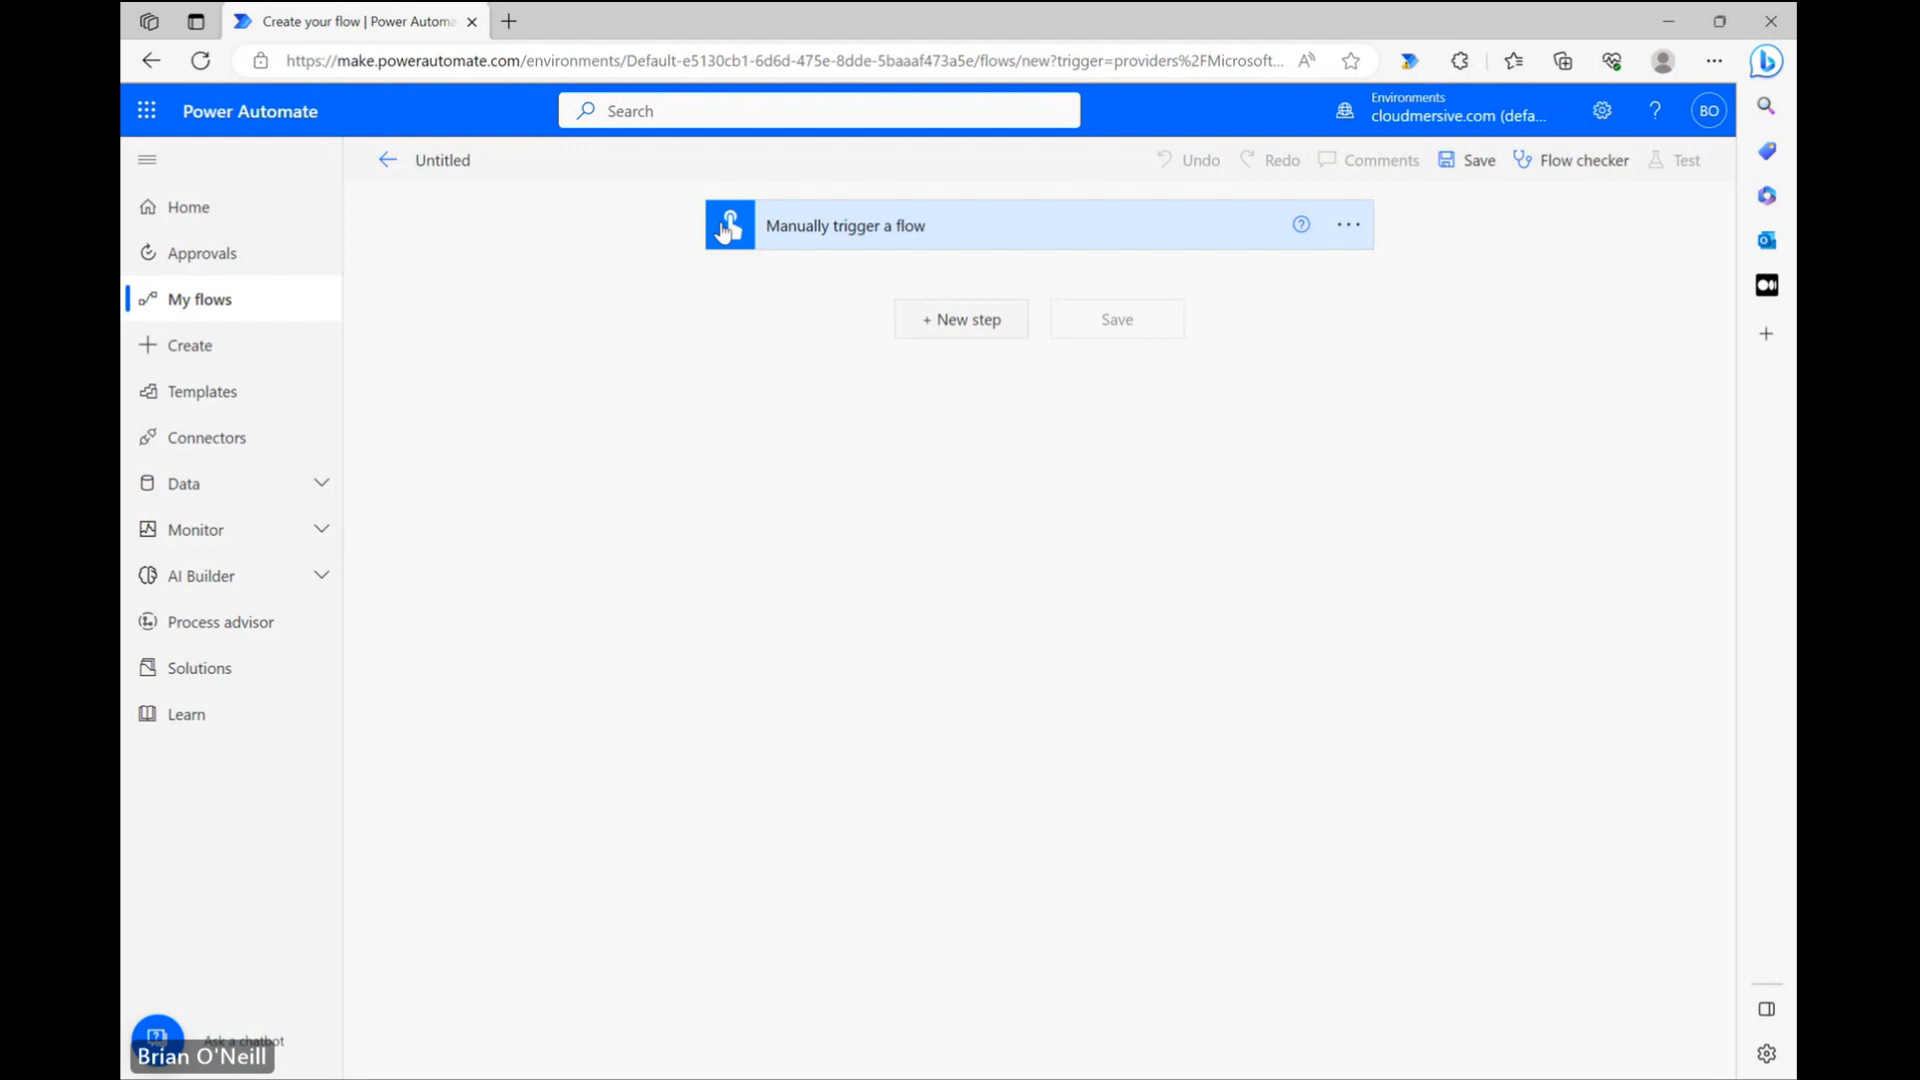 Create your flow | Power Autom
https://make.powerautomate.com/environments/Default-e5130cb1-6d6d-475e-8dde-5baaaf473a5e/flows/new?trigger=providers%2FMicrosoft...
Power Automate
Search
Environments
cloudmersive.com (defa...
BO
Untitled
Undo
Redo
Comments
Save
Flow checker
Test
Home
Approvals
My flows
Create
Templates
Connectors
Data
Monitor
AI Builder
Process advisor
Solutions
Learn
Manually trigger a flow
+ New step
Save
Ask a chatbot
Brian O'Neill